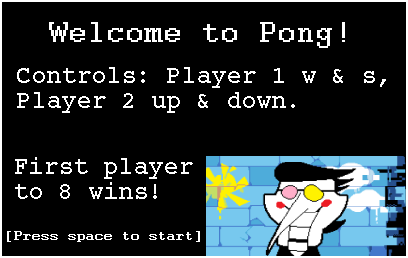 Welcome to Pong!
Controls: Player 1 w & s,
Player 2 up & down.
First player
to 8 wins!
[Press space to start]